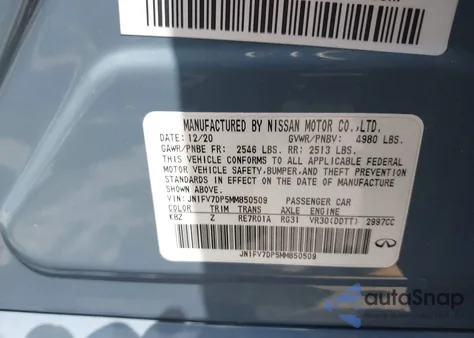 MANUFACTURED BY NISSAN MOTOR CO.,LTD.
DATE: 12/20 GVWR/PNBV: 4980 LBS.
GAWR/PNBE FR: 2546 LBS. RR: 2513 LBS.
THIS VEHICLE CONFORMS TO ALL APPLICABLE FEDERAL
MOTOR VEHICLE SAFETY,BUMPER,AND THEFT PREVENTION
STANDARDS IN EFFECT ON THE DATE OF MANUFACTURE
SHOWN ABOVE.
VIN: JN1FV7DP5MM850509 PASSENGER CAR
COLOR TRIM TRANS AXLE ENGINE
KBZ Z RE7R01A RG31 VR30(DDTT) 2997CC
JN1FV7DP5MM850509
INFINITI
autoSnap